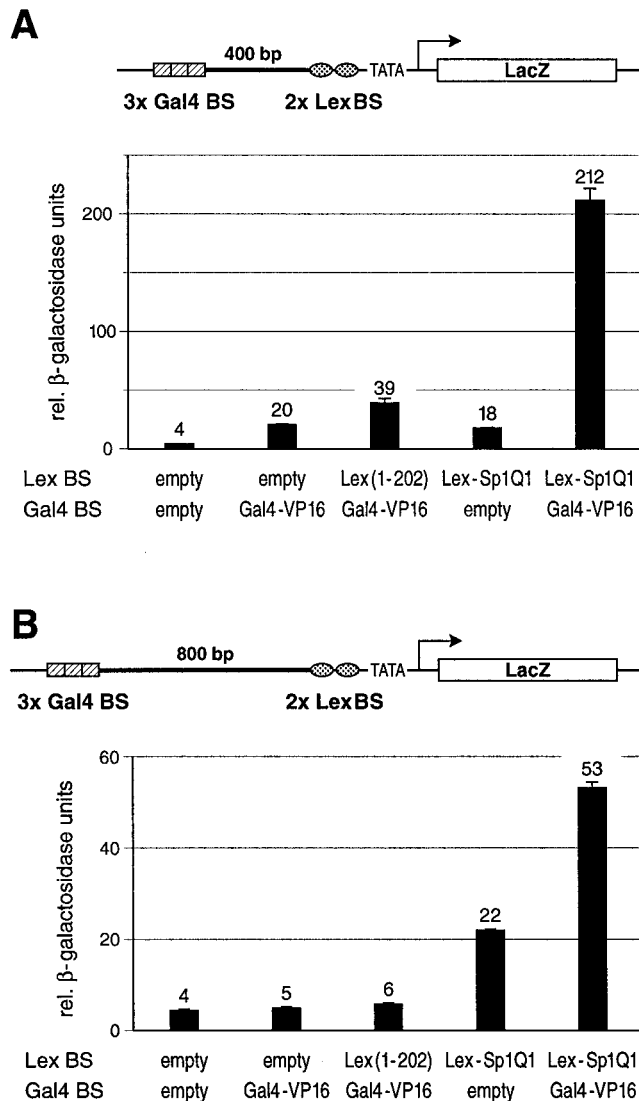 A
400 bp
TATA
LacZ
3x Gal4 BS 2x LexBS
rel. β-galactosidase units
200
100
0
4
20
39
18
212
Lex BS empty empty Lex(1-202) Lex-Sp1Q1 Lex-Sp1Q1
Gal4 BS empty Gal4-VP16 Gal4-VP16 empty Gal4-VP16
B
800 bp
TATA
LacZ
3x Gal4 BS 2x LexBS
rel. β-galactosidase units
60
40
20
0
4
5
6
22
53
Lex BS empty empty Lex(1-202) Lex-Sp1Q1 Lex-Sp1Q1
Gal4 BS empty Gal4-VP16 Gal4-VP16 empty Gal4-VP16